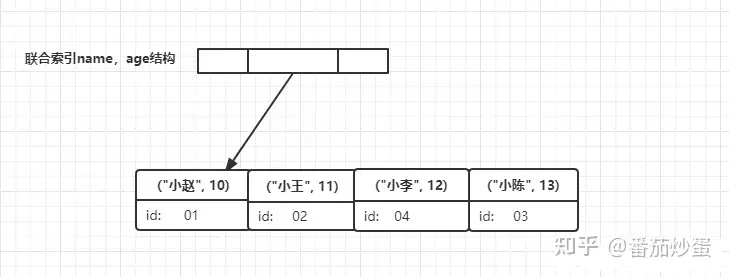 联合索引name，age结构
("小赵", 10) ("小王", 11) ("小李", 12) ("小陈", 13)
id: 01 id: 02 id: 04 id: 03
知乎 @番茄炒蛋